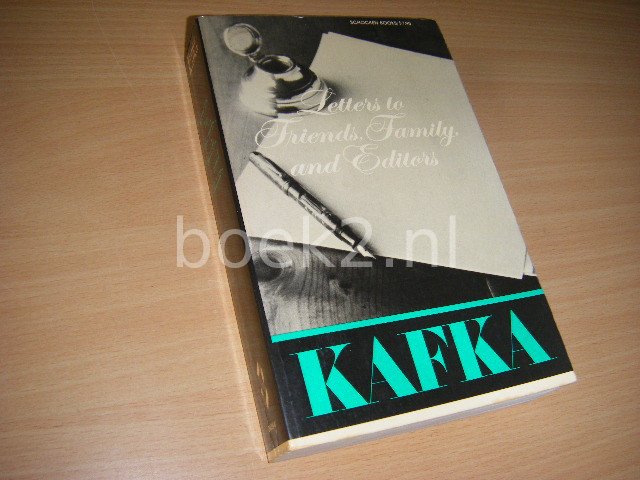 SCHOCKEN BOOKS
Letters to
Friends, Family,
and Editors
boek2.nl
KAFKA